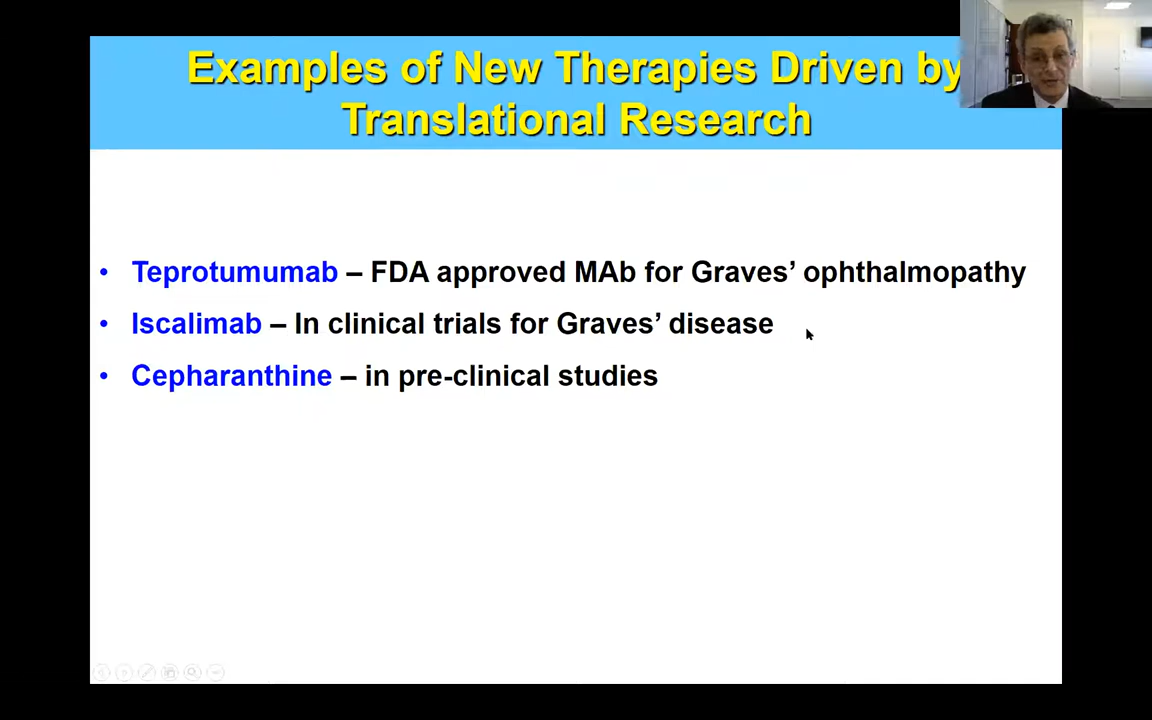 Examples of New Therapies Driven by
Translational Research
• Teprotumumab – FDA approved MAb for Graves’ ophthalmopathy
• Iscalimab – In clinical trials for Graves’ disease
• Cepharanthine – in pre-clinical studies